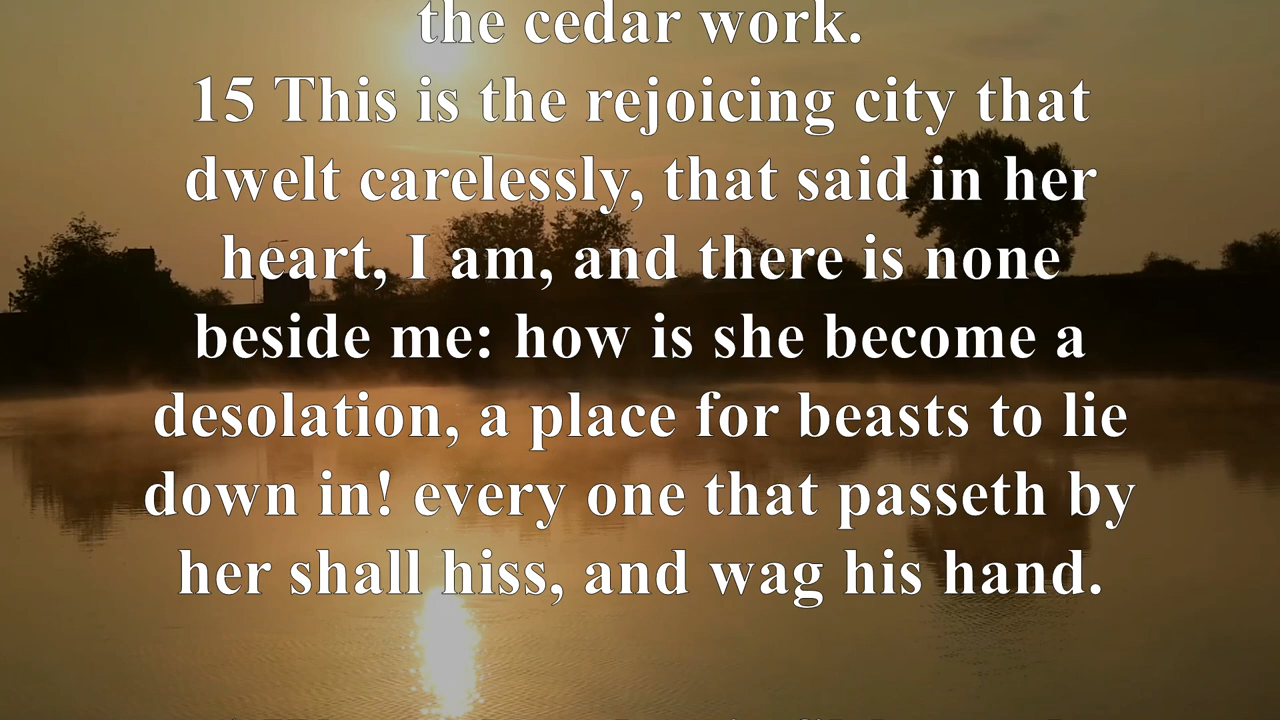 the cedar work.
15 This is the rejoicing city that
dwelt carelessly, that said in her
heart, I am, and there is none
beside me: how is she become a
desolation, a place for beasts to lie
down in! every one that passeth by
her shall hiss, and wag his hand.